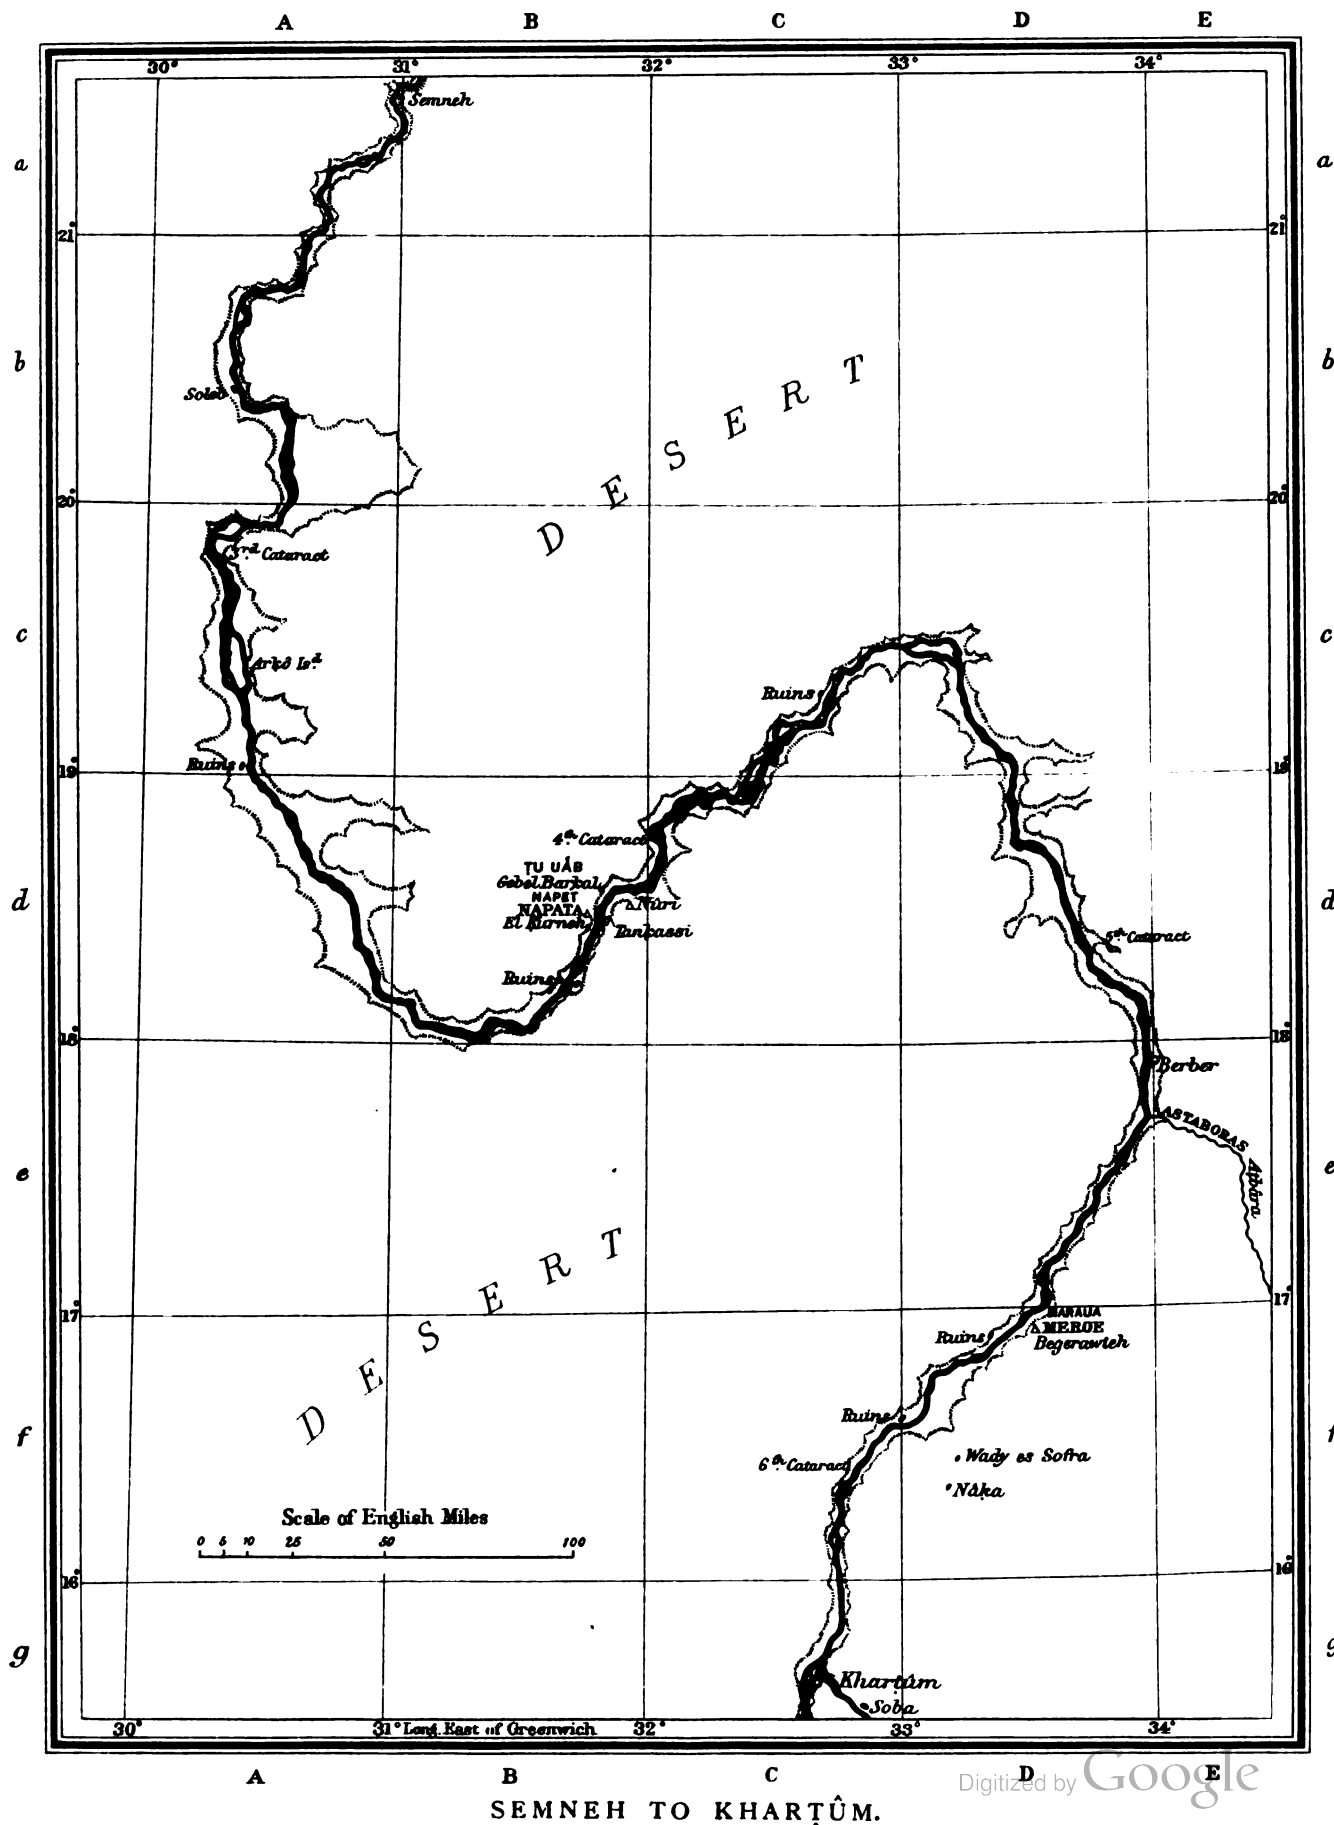 A B C D E
30° 31° 32° 33° 34°
Semneh
a a
21° 21°
b b
Soleb
DESERT
20° 20°
3rd. Cataract
c c
Arkô Isd.
Ruins
Ruins
19° 19°
4th. Cataract
TU UÂB
Gebel Barkal
NAPET
NAPATA
El Kurneh
Nûri
Tankassi
d d
5th. Cataract
Ruins
18° 18°
Berber
ASTABORAS
Aṭbâra
e e
DESERT
17° 17°
MARAUA
MEROE
Begerawieh
Ruins
Ruins
f f
Wady es Sofra
6th. Cataract
Nâḳa
Scale of English Miles
0 5 10 25 50 100
16° 16°
g g
Kharṭûm
Soba
30° 31° Long. East of Greenwich 32° 33° 34°
A B C D E
Digitized by Google
SEMNEH TO KHARṬÛM.